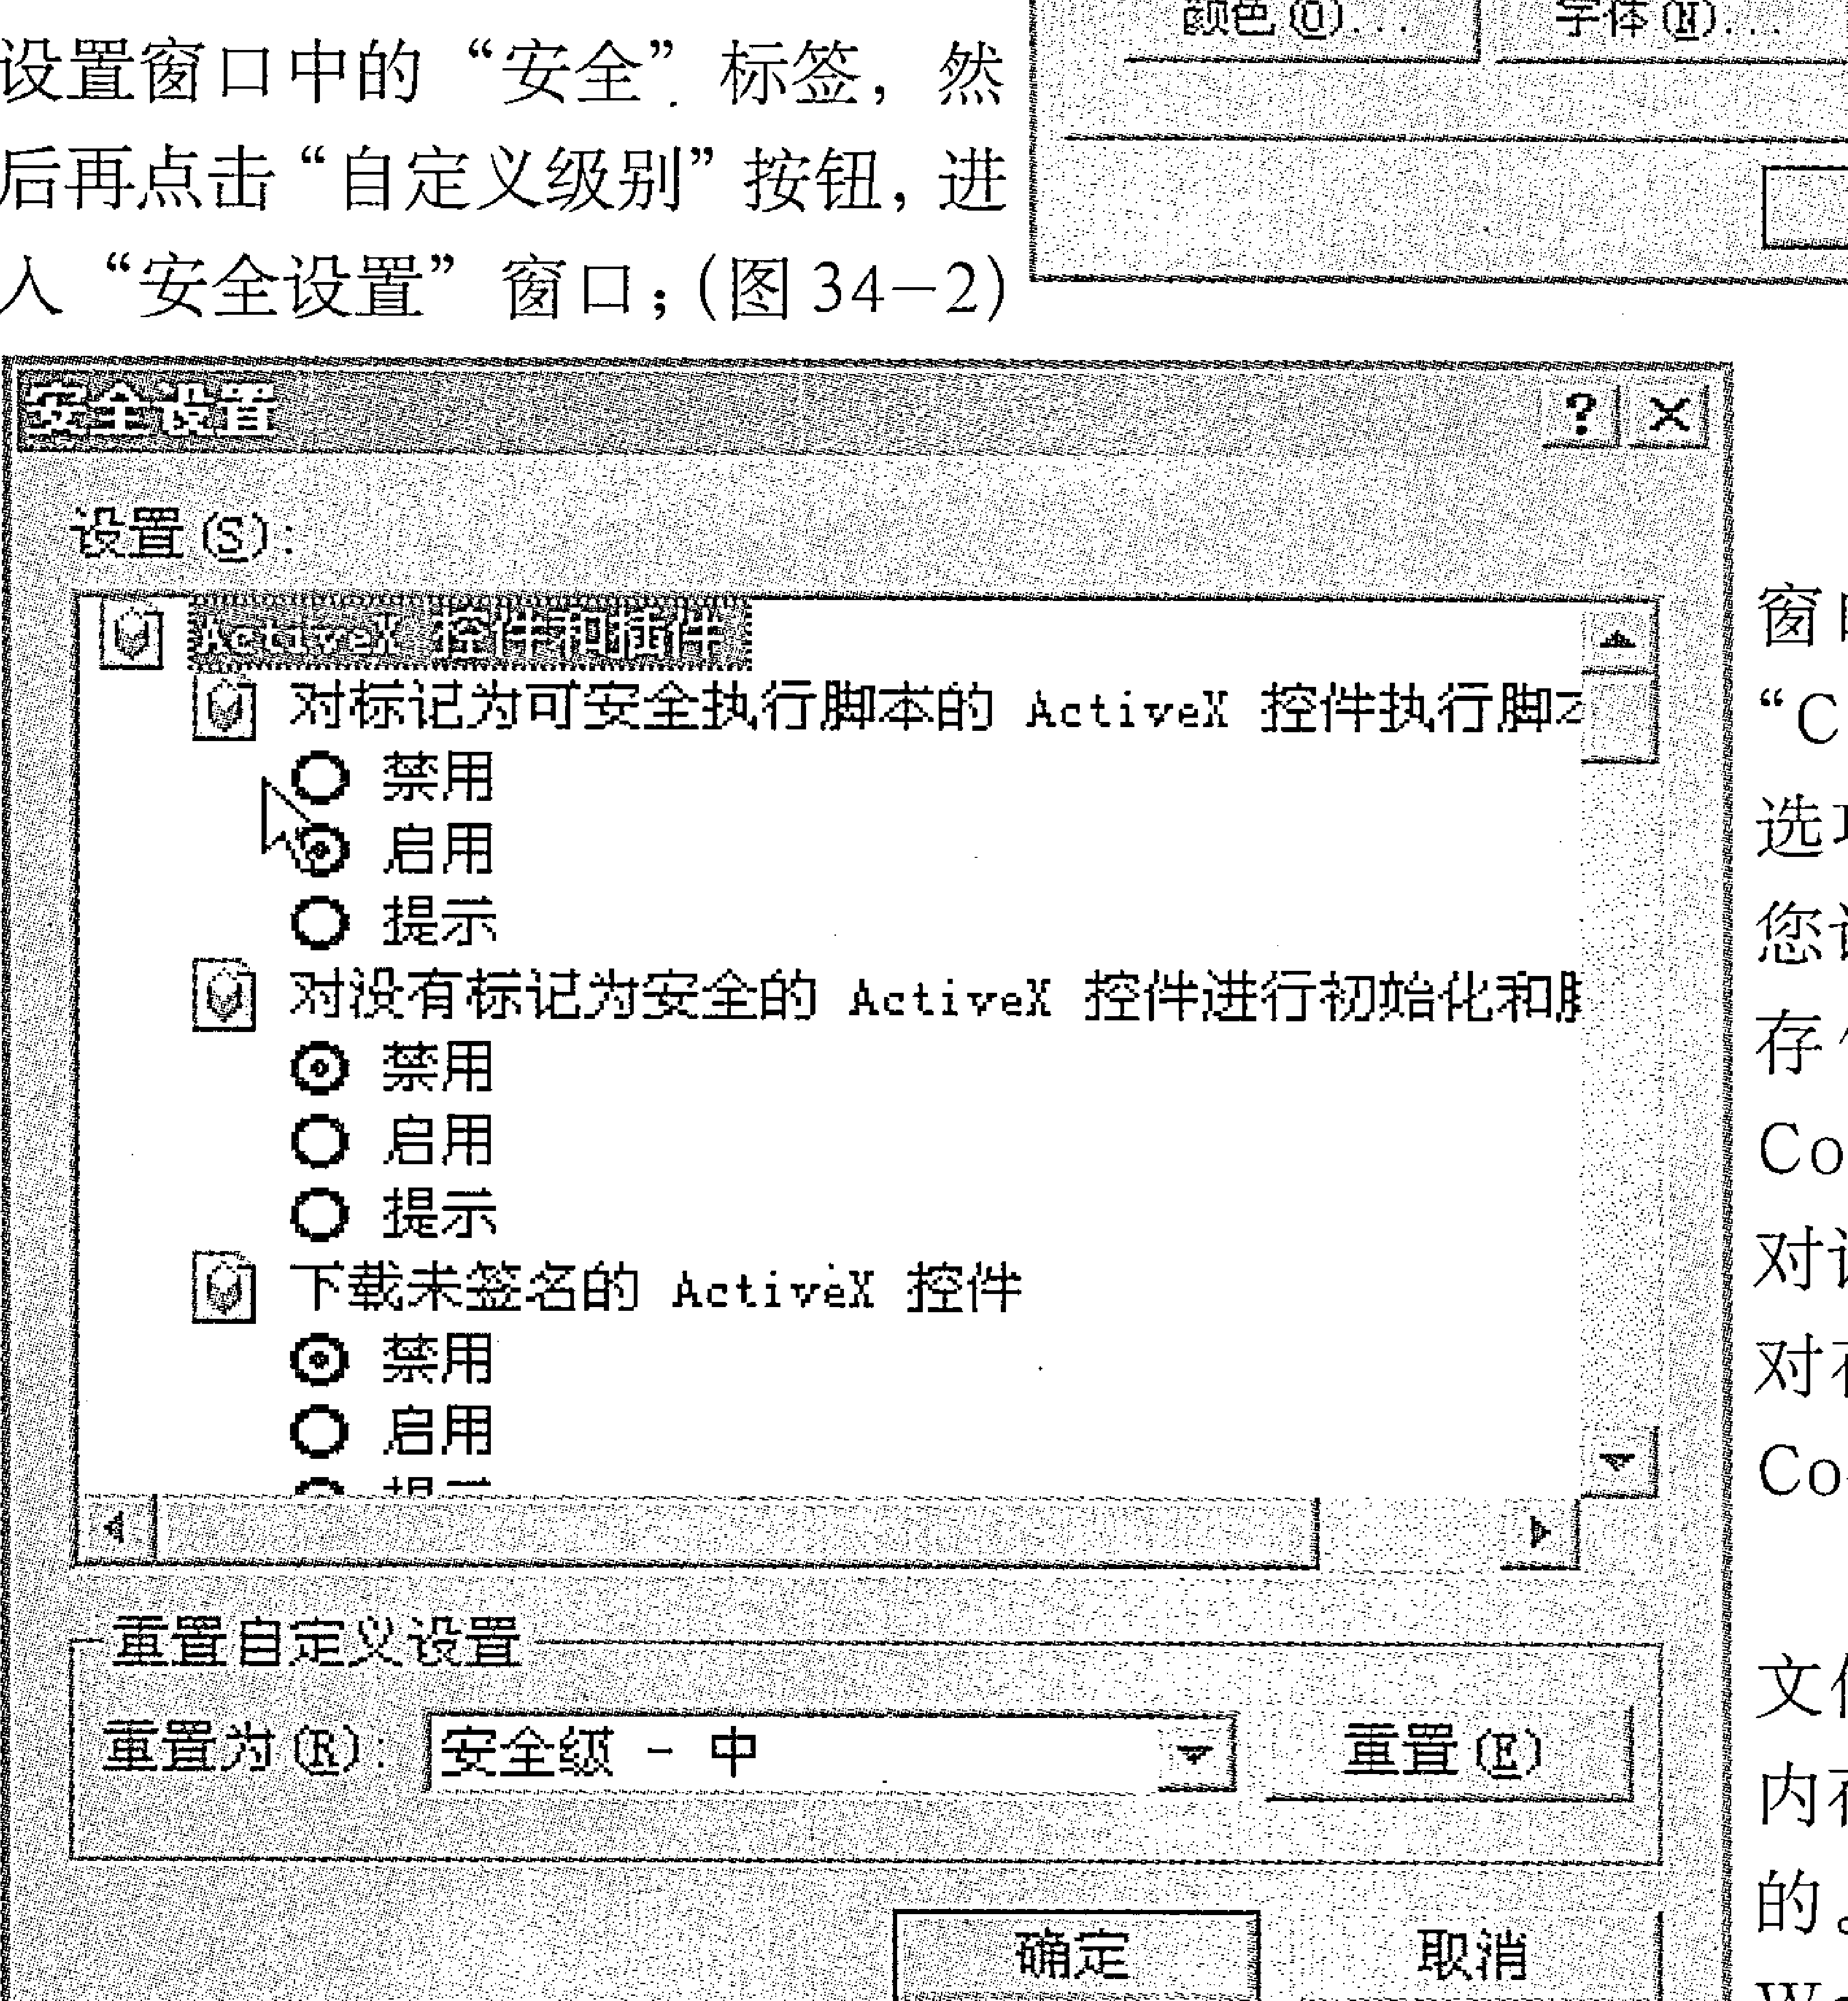 颜色(O)... 字体(N)...
设置窗口中的“安全”标签，然
后再点击“自定义级别”按钮，进
入“安全设置”窗口；(图34-2)
安全设置
设置(S):
ActiveX 控件和插件
对标记为可安全执行脚本的 ActiveX 控件执行脚
禁用
启用
提示
对没有标记为安全的 ActiveX 控件进行初始化和
禁用
启用
提示
下载未签名的 ActiveX 控件
禁用
启用
重置自定义设置
重置为(R): 安全级 - 中 重置(E)
确定 取消
窗
“C
选
您
存
Co
对
对
Co
文
内
的。